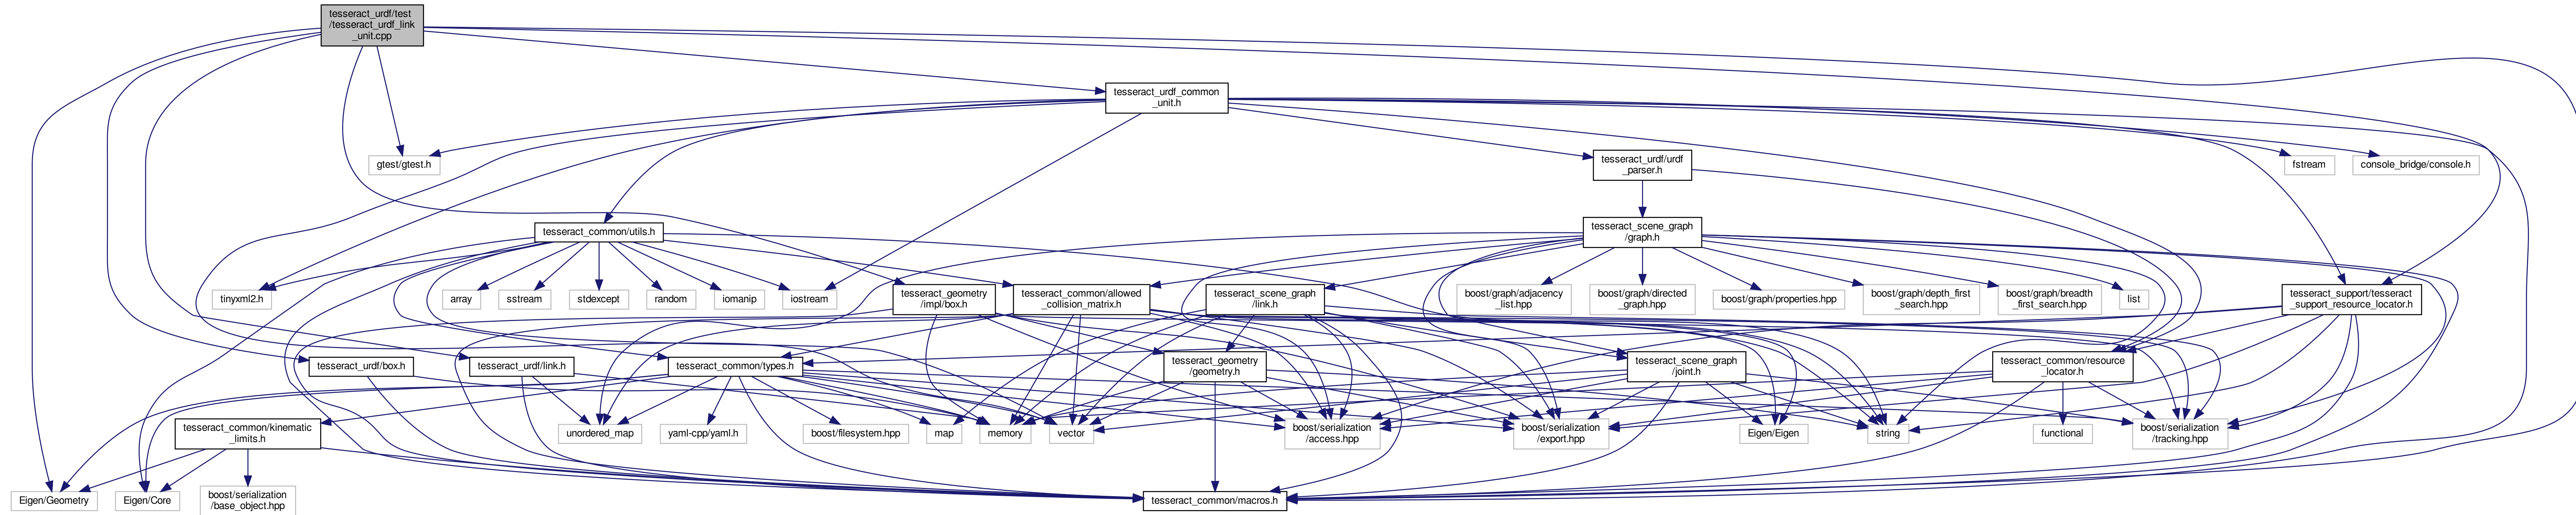 tesseract_urdf/test
/tesseract_urdf_link
_unit.cpp
tesseract_urdf_common
_unit.h
gtest/gtest.h
tesseract_urdf/urdf
_parser.h
fstream
console_bridge/console.h
tesseract_common/utils.h
tesseract_scene_graph
/graph.h
tinyxml2.h
array
sstream
stdexcept
random
iomanip
iostream
tesseract_geometry
/impl/box.h
tesseract_common/allowed
_collision_matrix.h
tesseract_scene_graph
/link.h
boost/graph/adjacency
_list.hpp
boost/graph/directed
_graph.hpp
boost/graph/properties.hpp
boost/graph/depth_first
_search.hpp
boost/graph/breadth
_first_search.hpp
list
tesseract_support/tesseract
_support_resource_locator.h
tesseract_urdf/box.h
tesseract_urdf/link.h
tesseract_common/types.h
tesseract_geometry
/geometry.h
tesseract_scene_graph
/joint.h
tesseract_common/resource
_locator.h
tesseract_common/kinematic
_limits.h
unordered_map
yaml-cpp/yaml.h
boost/filesystem.hpp
map
memory
vector
boost/serialization
/access.hpp
boost/serialization
/export.hpp
Eigen/Eigen
string
functional
boost/serialization
/tracking.hpp
Eigen/Geometry
Eigen/Core
boost/serialization
/base_object.hpp
tesseract_common/macros.h